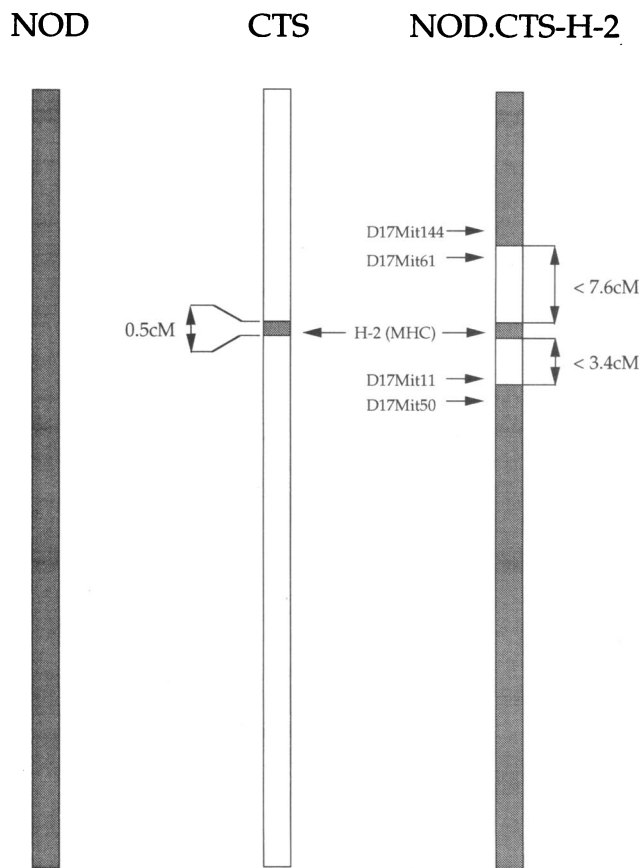 NOD CTS NOD.CTS-H-2
D17Mit144
D17Mit61
< 7.6cM
0.5cM
H-2 (MHC)
< 3.4cM
D17Mit11
D17Mit50